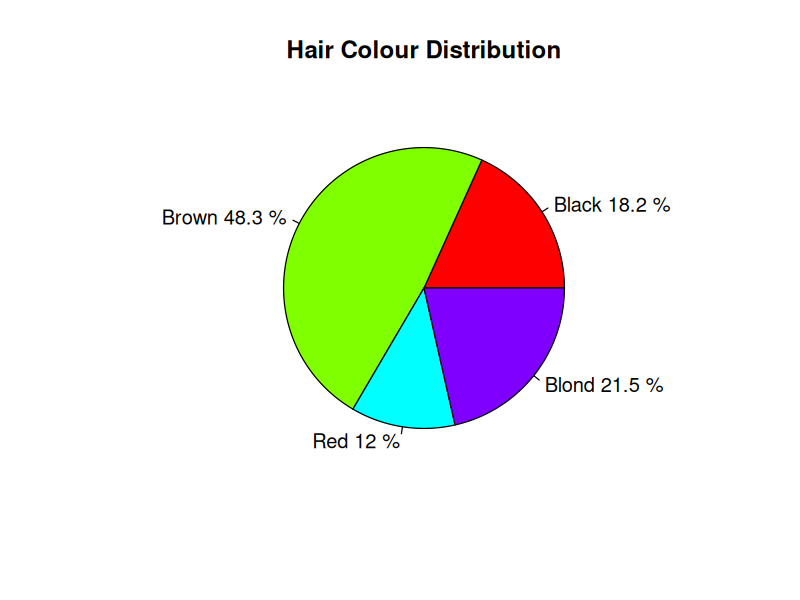 Hair Colour Distribution
Black 18.2 %
Brown 48.3 %
Blond 21.5 %
Red 12 %